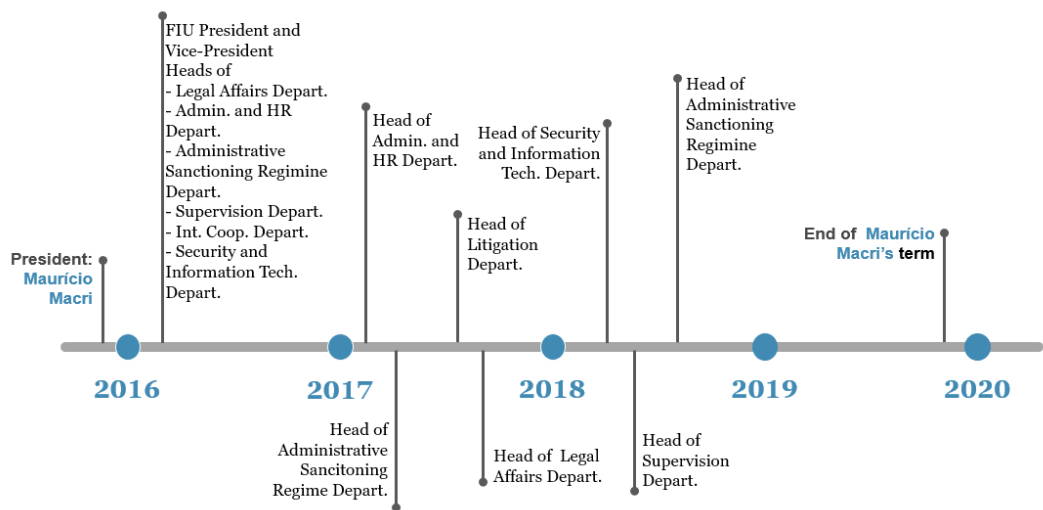 President:
Maurício
Macri
FIU President and
Vice-President
Heads of
- Legal Affairs Depart.
- Admin. and HR
Depart.
- Administrative
Sanctioning Regimine
Depart.
- Supervision Depart.
- Int. Coop. Depart.
- Security and
Information Tech.
Depart.
Head of
Admin. and
HR Depart.
Head of
Litigation
Depart.
Head of Security
and Information
Tech. Depart.
Head of
Administrative
Sanctioning
Regimine
Depart.
End of Maurício
Macri's term
2016
2017
2018
2019
2020
Head of
Administrative
Sancitoning
Regime Depart.
Head of Legal
Affairs Depart.
Head of
Supervision
Depart.